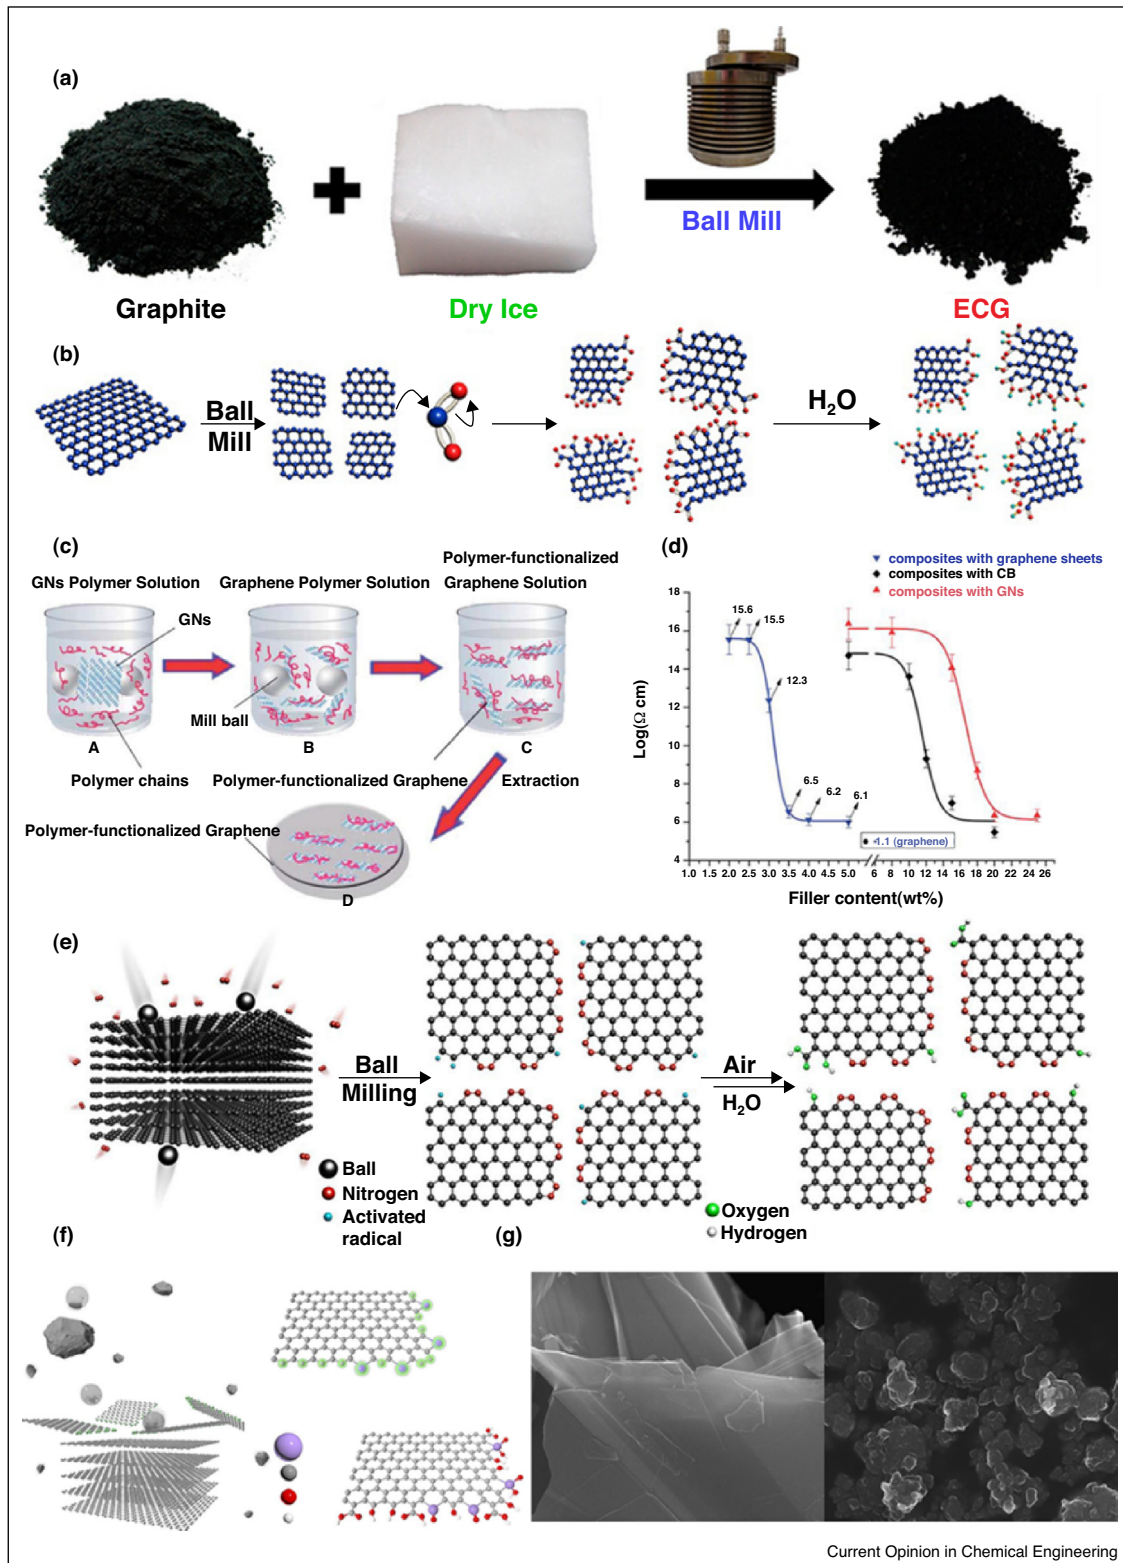 (a)
Ball Mill
Graphite
Dry Ice
ECG
(b)
Ball
Mill
H2O
(c)
GNs Polymer Solution
Graphene Polymer Solution
Polymer-functionalized
Graphene Solution
GNs
Mill ball
A
B
C
Polymer chains
Polymer-functionalized Graphene
Extraction
Polymer-functionalized Graphene
D
(d)
composites with graphene sheets
composites with CB
composites with GNs
Log(Ω cm)
18
16
14
12
10
8
6
4
15.6
15.5
12.3
6.5
6.2
6.1
-1.1 (graphene)
1.0 1.5 2.0 2.5 3.0 3.5 4.0 4.5 5.0 6 8 10 12 14 16 18 20 22 24 26
Filler content(wt%)
(e)
Ball
Milling
Air
H2O
Ball
Nitrogen
Activated
radical
Oxygen
Hydrogen
(f)
(g)
Current Opinion in Chemical Engineering